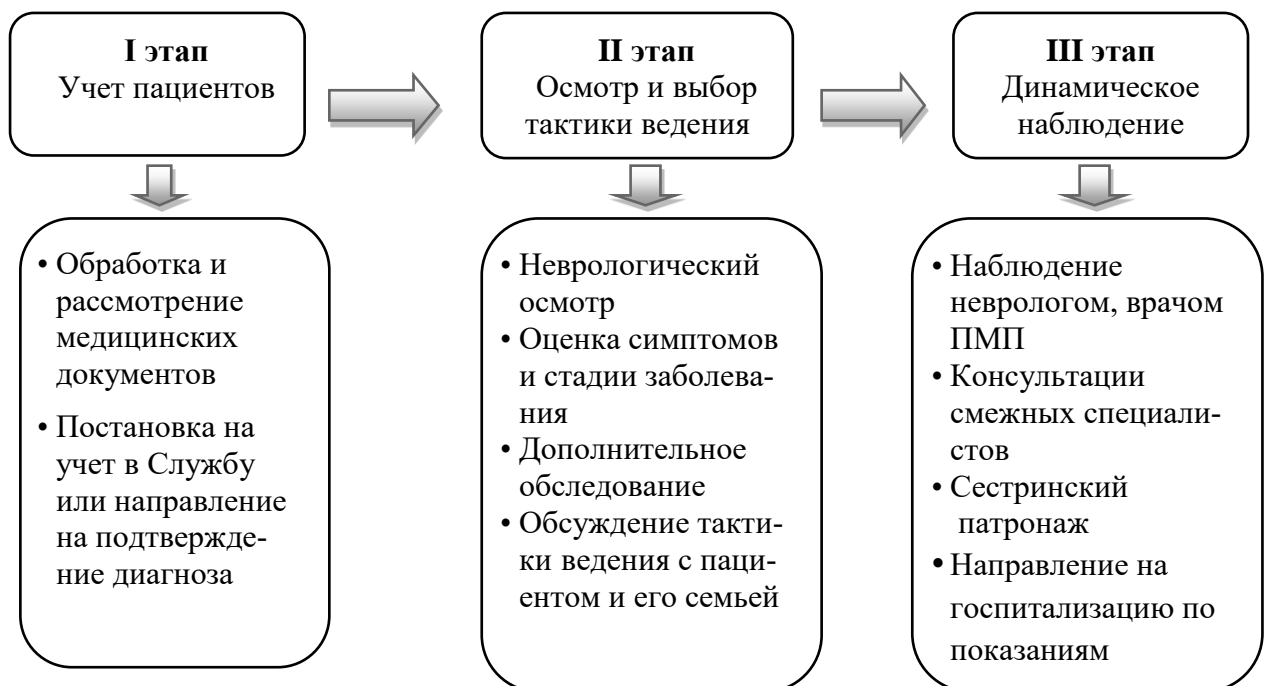 I этап
Учет пациентов
II этап
Осмотр и выбор
тактики ведения
III этап
Динамическое
наблюдение
• Обработка и
рассмотрение
медицинских
документов
• Постановка на
учет в Службу
или направление
на подтвержде-
ние диагноза
• Неврологический
осмотр
• Оценка симптомов
и стадии заболева-
ния
• Дополнительное
обследование
• Обсуждение такти-
ки ведения с паци-
ентом и его семьей
• Наблюдение
неврологом, врачом
ПМП
• Консультации
смежных специали-
стов
• Сестринский
патронаж
• Направление на
госпитализацию по
показаниям